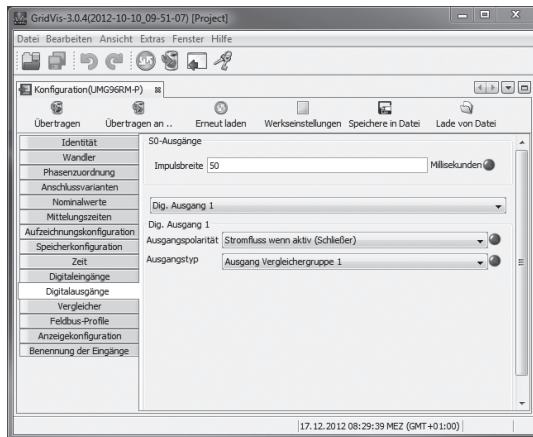 GridVis-3.0.4(2012-10-10_09-51-07) [Project]
Datei Bearbeiten Ansicht Extras Fenster Hilfe
Konfiguration(UMG96RM-P)
Übertragen Übertragen an .. Erneut laden Werkseinstellungen Speichere in Datei Lade von Datei
Identität
Wandler
Phasenzuordnung
Anschlussvarianten
Nominalwerte
Mittelungszeiten
Aufzeichnungskonfiguration
Speicherkonfiguration
Zeit
Digitaleingänge
Digitalausgänge
Vergleicher
Feldbus-Profile
Anzeigekonfiguration
Benennung der Eingänge
S0-Ausgänge
Impulsbreite 50 Millisekunden
Dig. Ausgang 1
Dig. Ausgang 1
Ausgangspolarität Stromfluss wenn aktiv (Schließer)
Ausgangstyp Ausgang Vergleichergruppe 1
17.12.2012 08:29:39 MEZ (GMT+01:00)